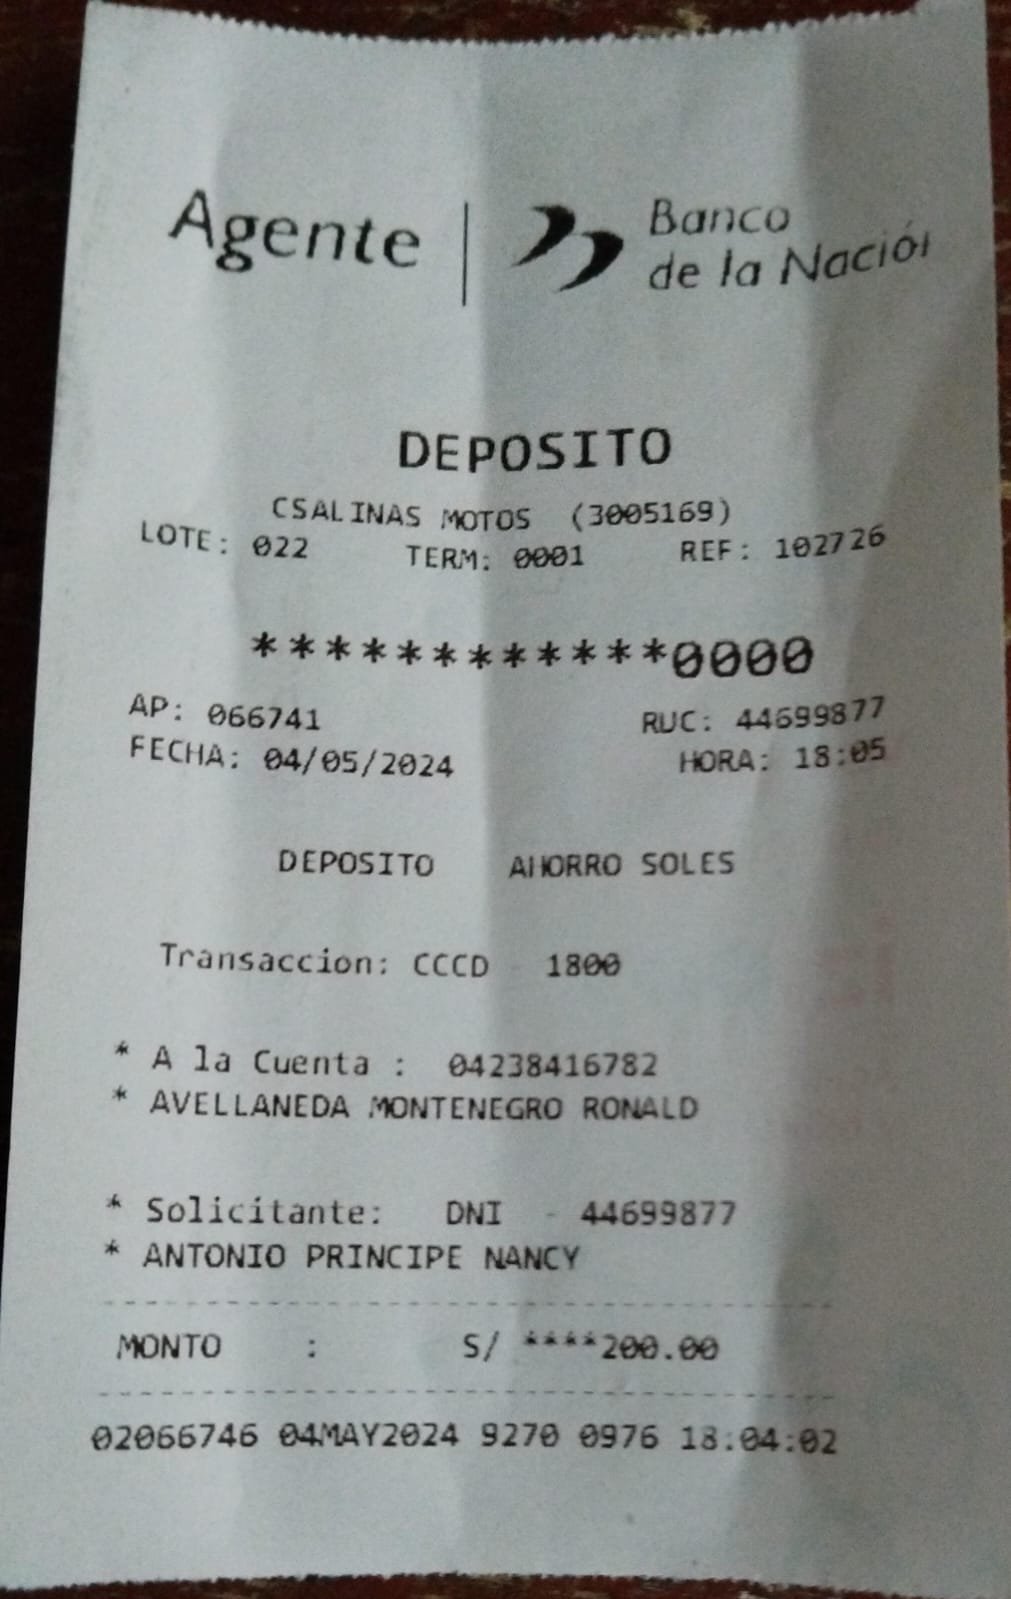 Agente | Banco
de la Nación
DEPOSITO
CSALINAS MOTOS (3005169)
LOTE: 022 TERM: 0001 REF: 102726
************0000
AP: 066741 RUC: 44699877
FECHA: 04/05/2024 HORA: 18:05
DEPOSITO AHORRO SOLES
Transaccion: CCCD - 1800
* A la Cuenta : 04238416782
* AVELLANEDA MONTENEGRO RONALD
* Solicitante: DNI - 44699877
* ANTONIO PRINCIPE NANCY
MONTO : S/ ****200.00
02066746 04MAY2024 9270 0976 18:04:02